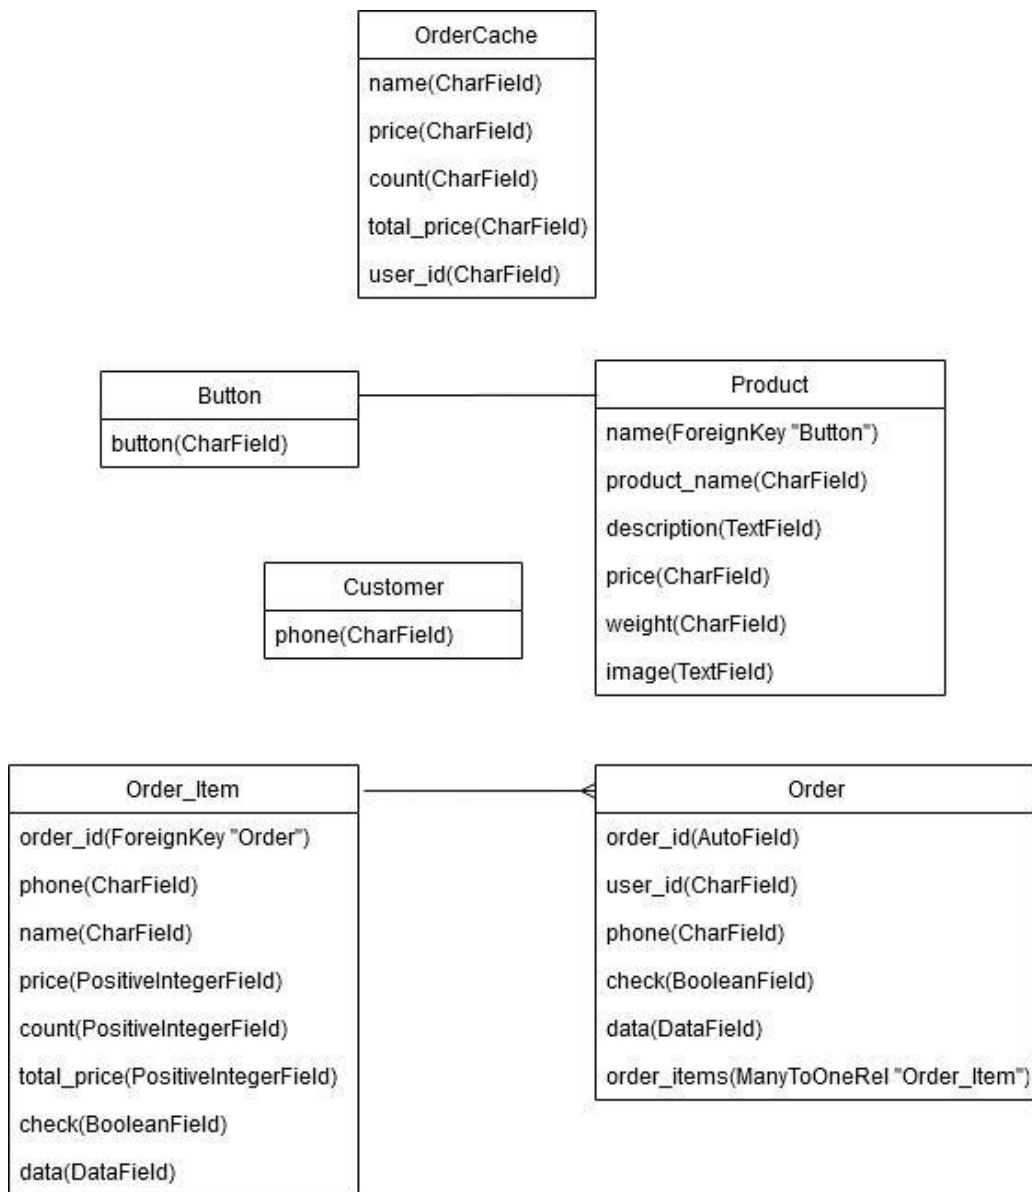 OrderCache
name(CharField)
price(CharField)
count(CharField)
total_price(CharField)
user_id(CharField)
Button
button(CharField)
Product
name(ForeignKey "Button")
product_name(CharField)
description(TextField)
price(CharField)
weight(CharField)
image(TextField)
Customer
phone(CharField)
Order_Item
order_id(ForeignKey "Order")
phone(CharField)
name(CharField)
price(PositiveIntegerField)
count(PositiveIntegerField)
total_price(PositiveIntegerField)
check(BooleanField)
data(DataField)
Order
order_id(AutoField)
user_id(CharField)
phone(CharField)
check(BooleanField)
data(DataField)
order_items(ManyToOneRel "Order_Item")